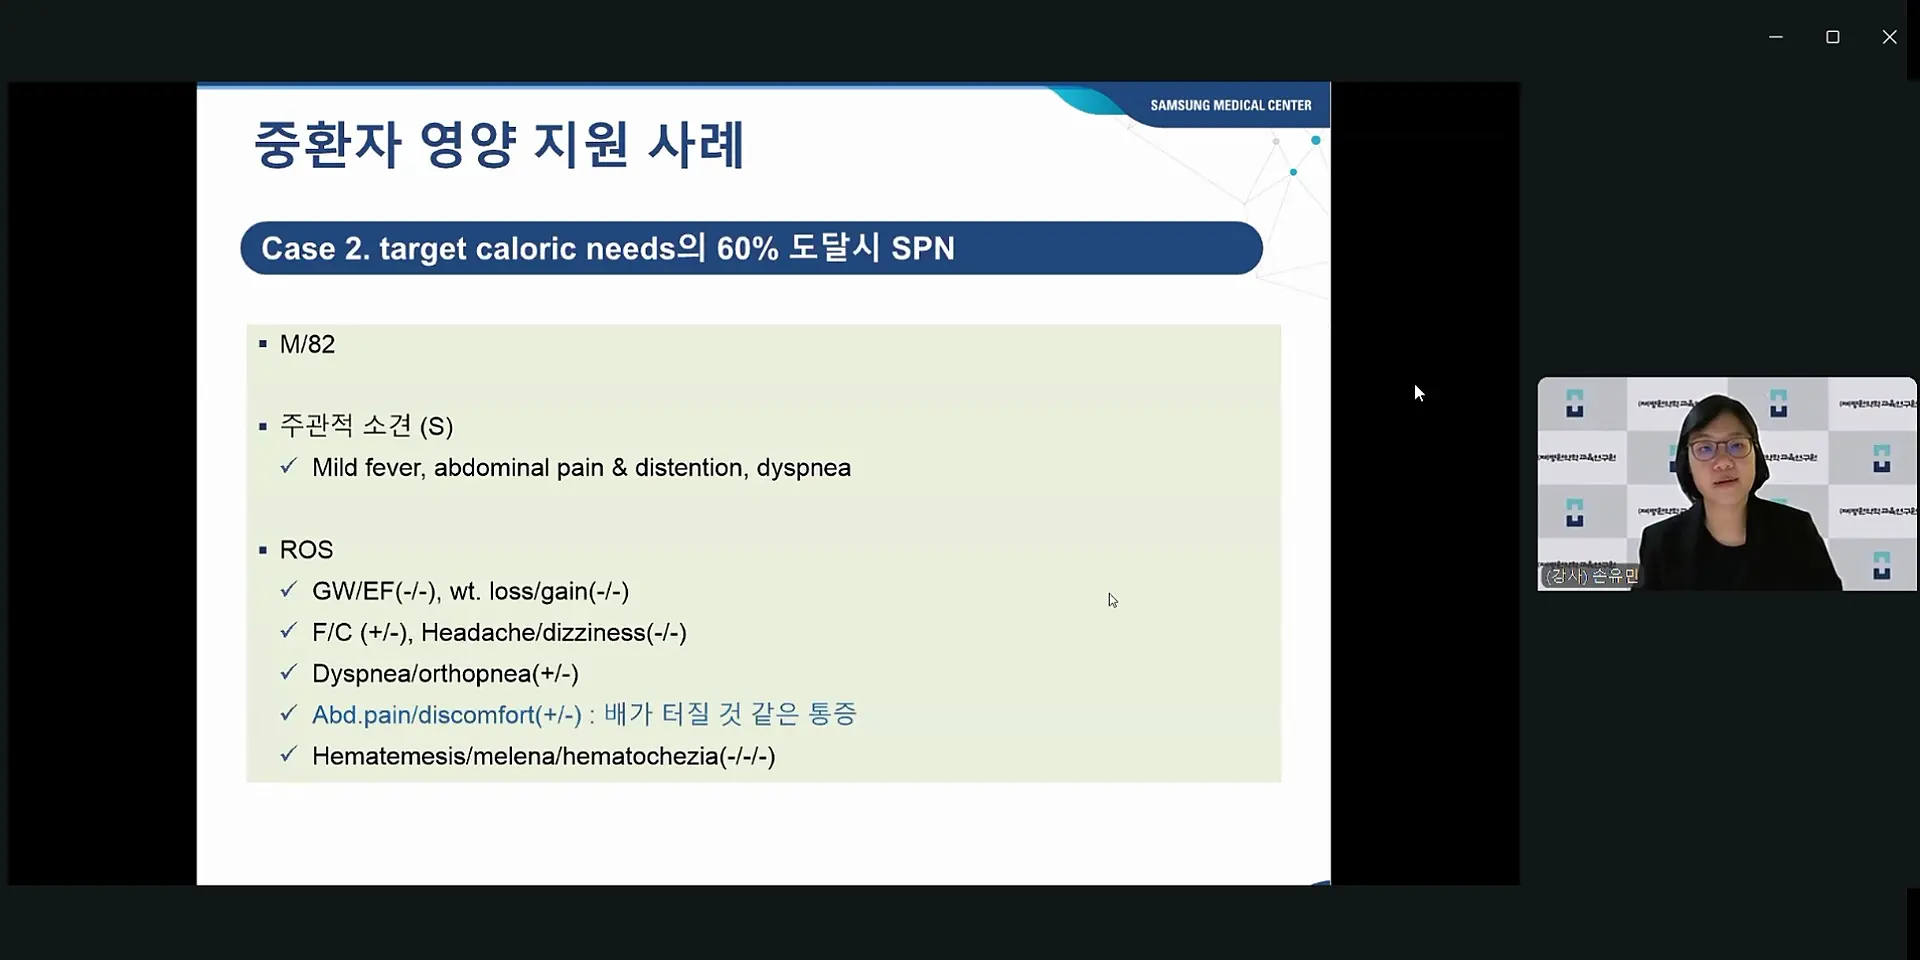 SAMSUNG MEDICAL CENTER
중환자 영양 지원 사례
Case 2. target caloric needs의 60% 도달시 SPN
▪ M/82
▪ 주관적 소견 (S)
✓ Mild fever, abdominal pain & distention, dyspnea
▪ ROS
✓ GW/EF(-/-), wt. loss/gain(-/-)
✓ F/C (+/-), Headache/dizziness(-/-)
✓ Dyspnea/orthopnea(+/-)
✓ Abd.pain/discomfort(+/-) : 배가 터질 것 같은 통증
✓ Hematemesis/melena/hematochezia(-/-/-)
(강사) 손유민